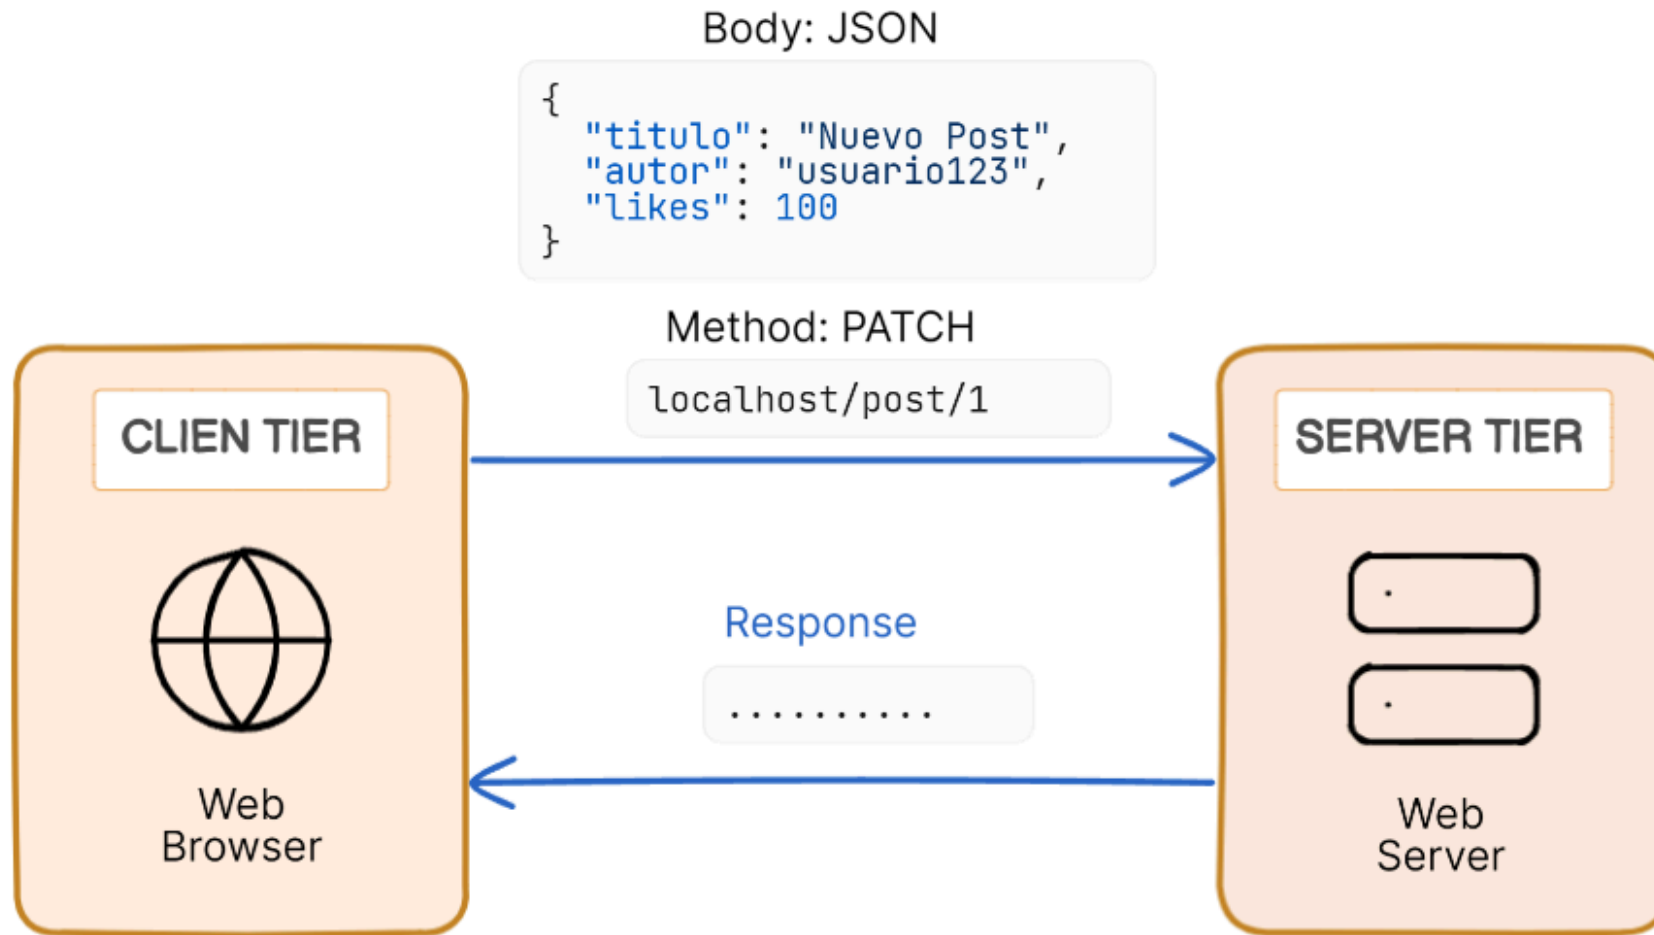 Body: JSON
{
"titulo": "Nuevo Post",
"autor": "usuario123",
"likes": 100
}
Method: PATCH
localhost/post/1
CLIEN TIER
SERVER TIER
Response
..........
Web
Browser
Web
Server